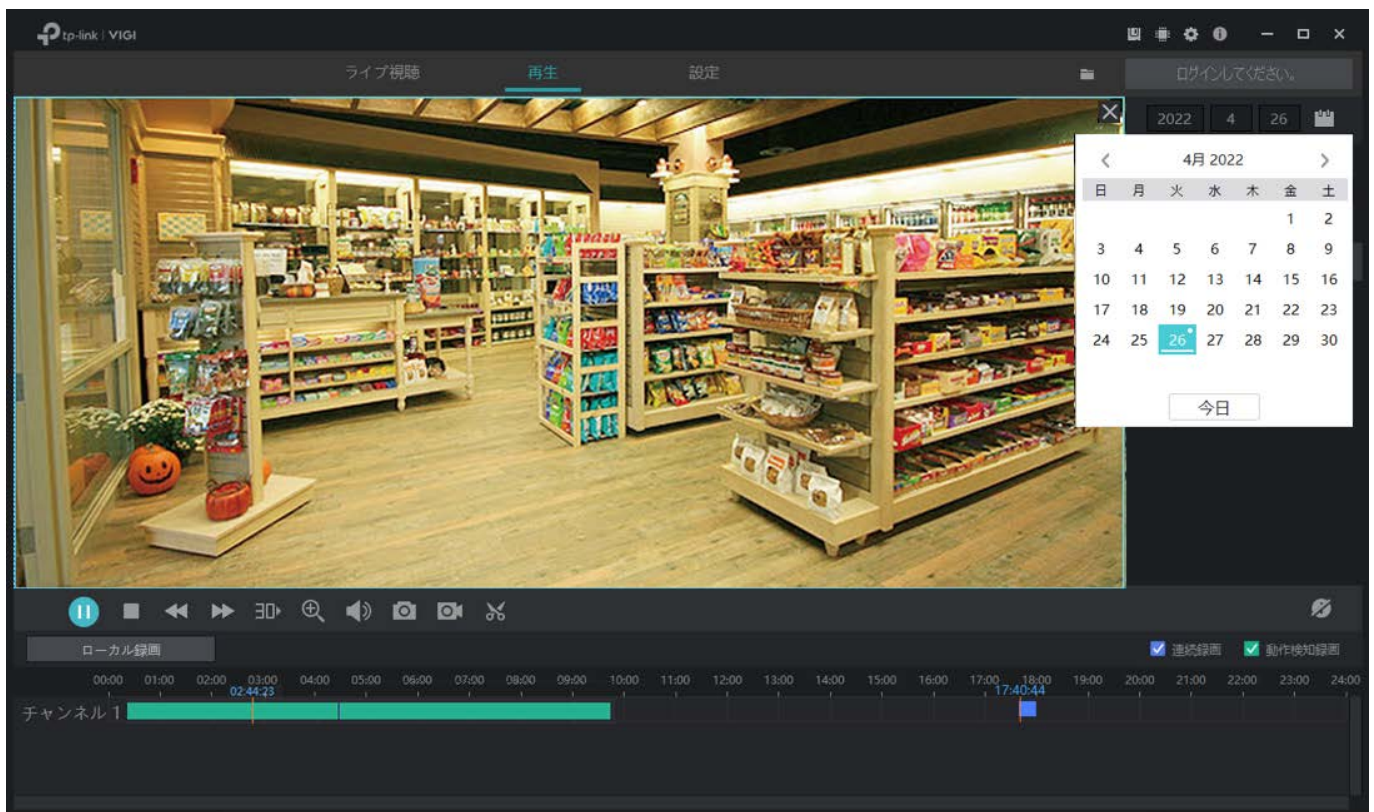 tp-link | VIGI
ライブ視聴 再生 設定 ログインしてください。
2022 4 26
4月 2022
日 月 火 水 木 金 土
1 2
3 4 5 6 7 8 9
10 11 12 13 14 15 16
17 18 19 20 21 22 23
24 25 26 27 28 29 30
今日
ローカル録画 連続録画 動作検知録画
00:00 01:00 02:00 03:00 04:00 05:00 06:00 07:00 08:00 09:00 10:00 11:00 12:00 13:00 14:00 15:00 16:00 17:00 18:00 19:00 20:00 21:00 22:00 23:00 24:00
02:44:23 17:40:44
チャンネル 1